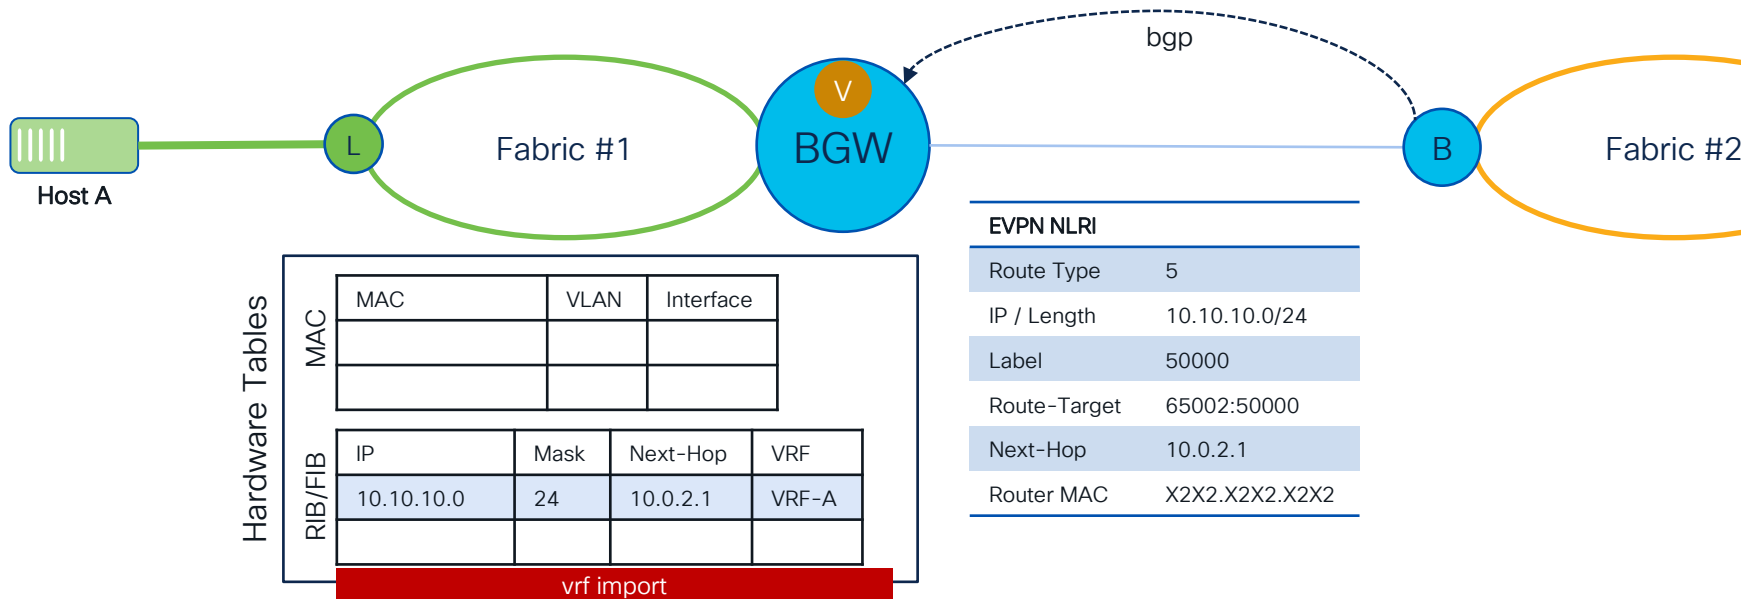 bgp
V
L
Fabric #1
BGW
B
Fabric #2
Host A
EVPN NLRI
Route Type 5
IP / Length 10.10.10.0/24
Label 50000
Route-Target 65002:50000
Next-Hop 10.0.2.1
Router MAC X2X2.X2X2.X2X2
Hardware Tables
MAC
MAC VLAN Interface
RIB/FIB
IP Mask Next-Hop VRF
10.10.10.0 24 10.0.2.1 VRF-A
vrf import